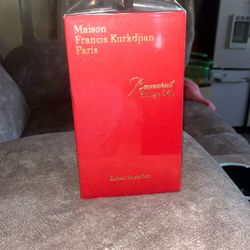 Maison
Francis Kurkdjian
Paris
Baccarat
Rouge 540
Extrait de parfum